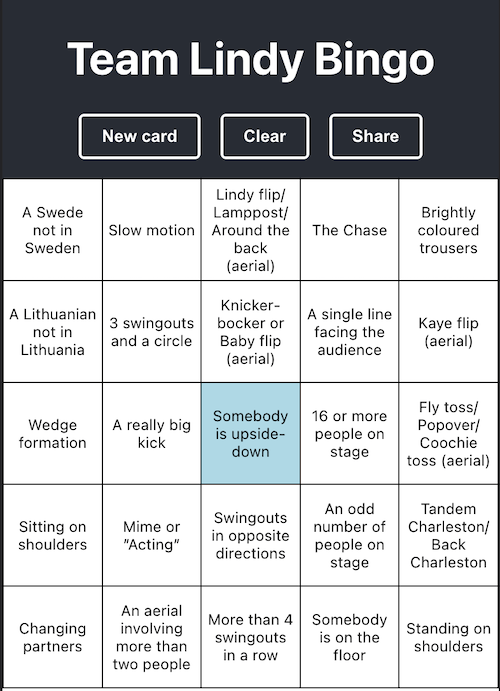 Team Lindy Bingo
New card
Clear
Share
A Swede
not in
Sweden
Slow motion
Lindy flip/
Lamppost/
Around the
back
(aerial)
The Chase
Brightly
coloured
trousers
A Lithuanian
not in
Lithuania
3 swingouts
and a circle
Knicker-
bocker or
Baby flip
(aerial)
A single line
facing the
audience
Kaye flip
(aerial)
Wedge
formation
A really big
kick
Somebody
is upside-
down
16 or more
people on
stage
Fly toss/
Popover/
Coochie
toss (aerial)
Sitting on
shoulders
Mime or
"Acting"
Swingouts
in opposite
directions
An odd
number of
people on
stage
Tandem
Charleston/
Back
Charleston
Changing
partners
An aerial
involving
more than
two people
More than 4
swingouts
in a row
Somebody
is on the
floor
Standing on
shoulders